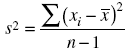 s² = ∑(xᵢ - x̅)² / n - 1